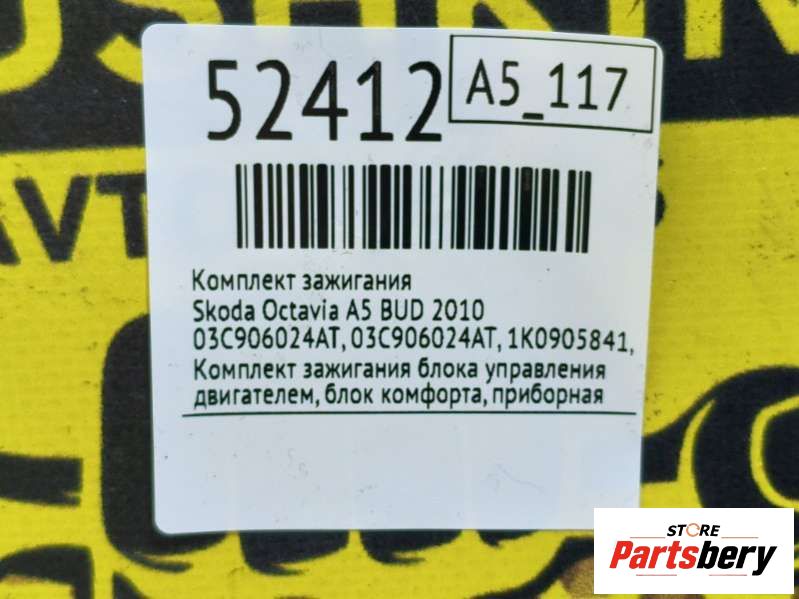 52412
A5_117
Комплект зажигания
Skoda Octavia A5 BUD 2010
03C906024AT, 03C906024AT, 1K0905841,
Комплект зажигания блока управления
двигателем, блок комфорта, приборная
STORE
Partsbery